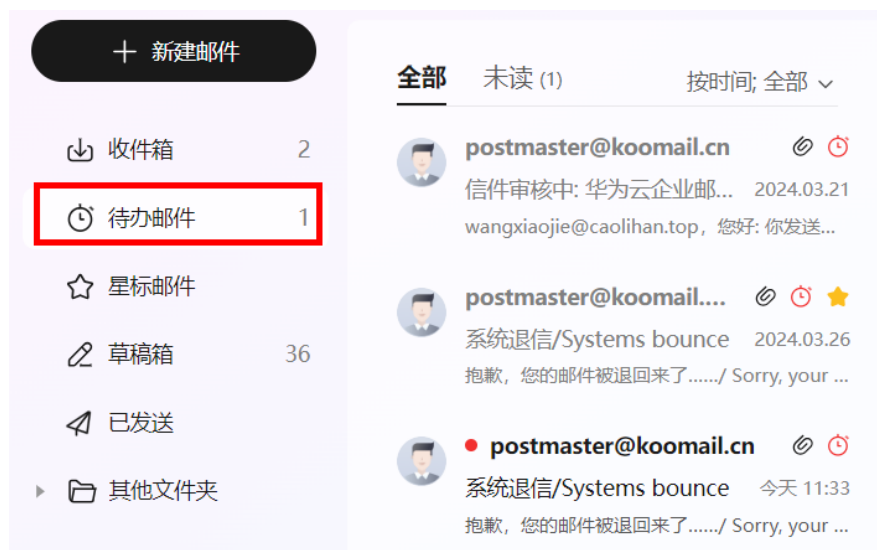 新建邮件
收件箱 2
待办邮件 1
星标邮件
草稿箱 36
已发送
其他文件夹
全部 未读 (1) 按时间; 全部
postmaster@koomail.cn
信件审核中: 华为云企业邮... 2024.03.21
wangxiaojie@caolihan.top，您好: 你发送...
postmaster@koomail....
系统退信/Systems bounce 2024.03.26
抱歉，您的邮件被退回来了....../ Sorry, your ...
postmaster@koomail.cn
系统退信/Systems bounce 今天 11:33
抱歉，您的邮件被退回来了....../ Sorry, your ...